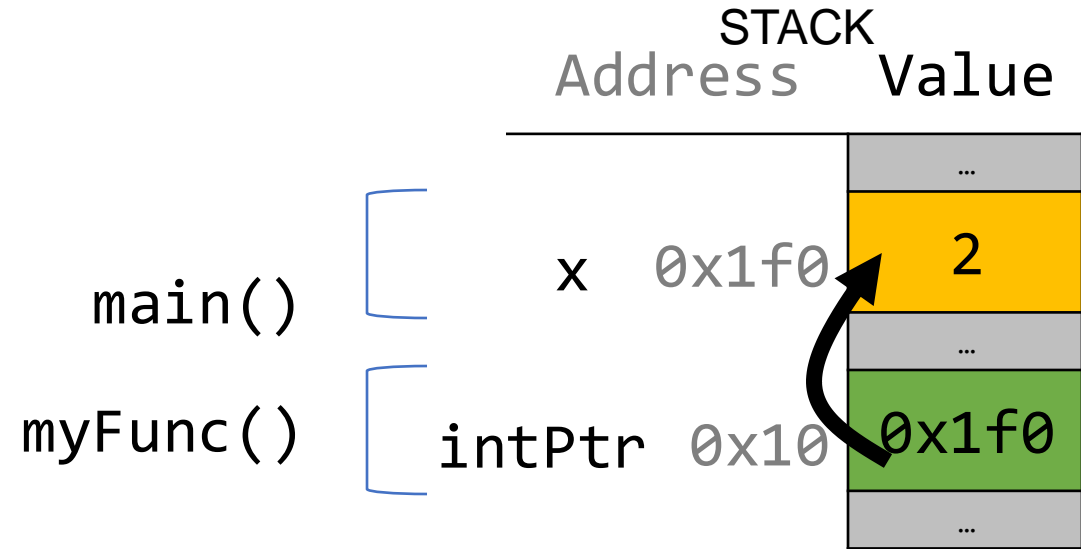 STACK
Address Value
…
x 0x1f0 2
main()
…
myFunc() intPtr 0x10 0x1f0
…